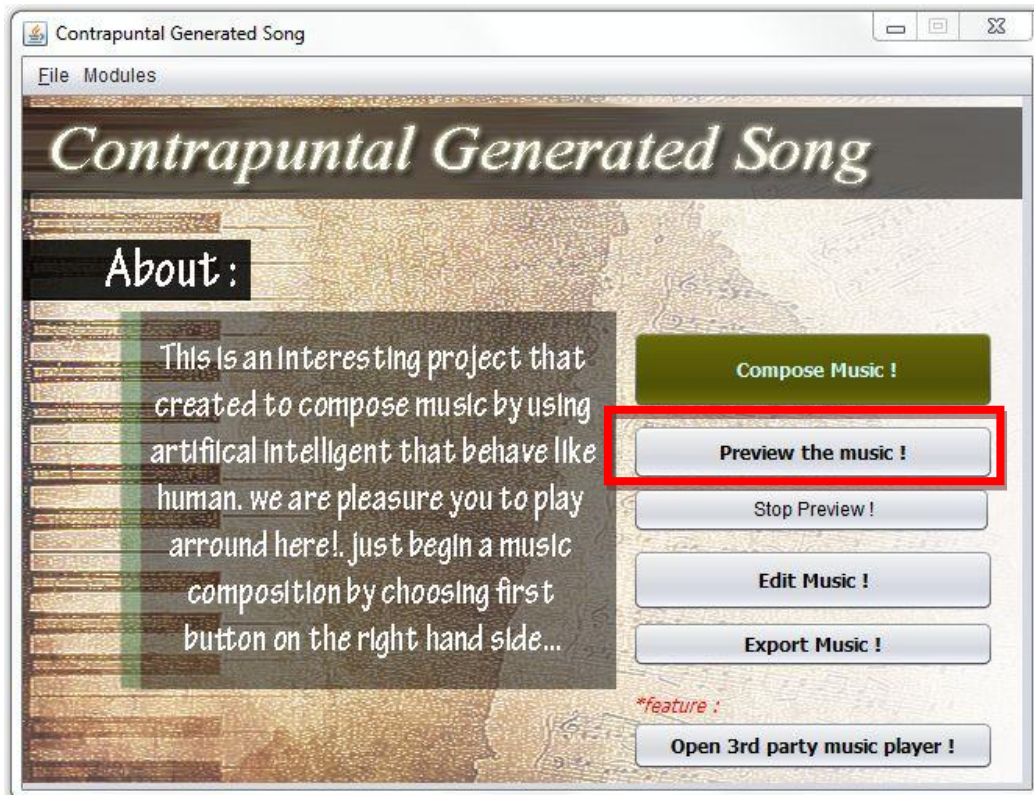 Contrapuntal Generated Song
File Modules
Contrapuntal Generated Song
About :
This is an interesting project that
created to compose music by using
artifiical intelligent that behave like
human. we are pleasure you to play
arround here!. just begin a music
composition by choosing first
button on the right hand side...
Compose Music !
Preview the music !
Stop Preview !
Edit Music !
Export Music !
*feature :
Open 3rd party music player !